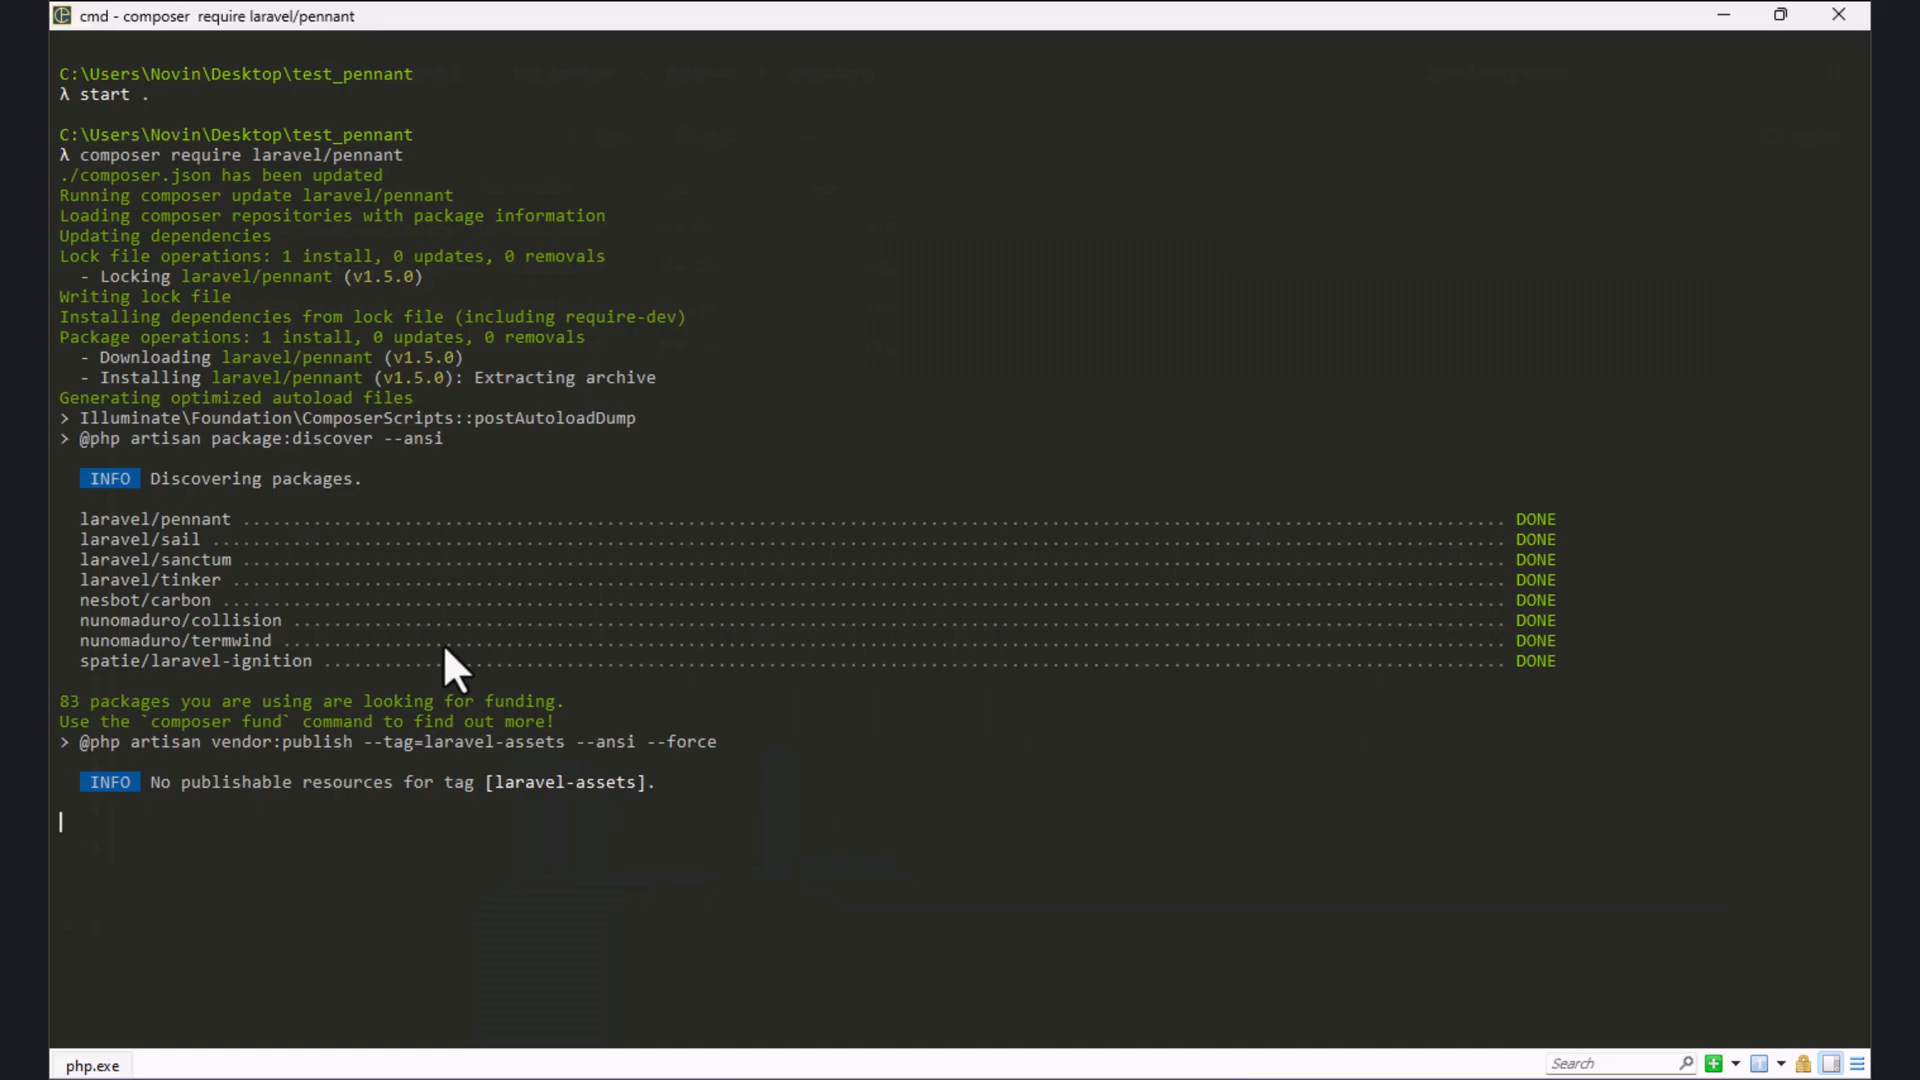 cmd - composer  require laravel/pennant
C:\Users\Novin\Desktop\test_pennant
λ start .
C:\Users\Novin\Desktop\test_pennant
λ composer require laravel/pennant
./composer.json has been updated
Running composer update laravel/pennant
Loading composer repositories with package information
Updating dependencies
Lock file operations: 1 install, 0 updates, 0 removals
  - Locking laravel/pennant (v1.5.0)
Writing lock file
Installing dependencies from lock file (including require-dev)
Package operations: 1 install, 0 updates, 0 removals
  - Downloading laravel/pennant (v1.5.0)
  - Installing laravel/pennant (v1.5.0): Extracting archive
Generating optimized autoload files
> Illuminate\Foundation\ComposerScripts::postAutoloadDump
> @php artisan package:discover --ansi
INFO Discovering packages.
laravel/pennant ............................................................................................................................. DONE
laravel/sail ................................................................................................................................ DONE
laravel/sanctum ............................................................................................................................. DONE
laravel/tinker .............................................................................................................................. DONE
nesbot/carbon ............................................................................................................................... DONE
nunomaduro/collision ........................................................................................................................ DONE
nunomaduro/termwind ......................................................................................................................... DONE
spatie/laravel-ignition ..................................................................................................................... DONE
83 packages you are using are looking for funding.
Use the `composer fund` command to find out more!
> @php artisan vendor:publish --tag=laravel-assets --ansi --force
INFO No publishable resources for tag [laravel-assets].
php.exe
Search